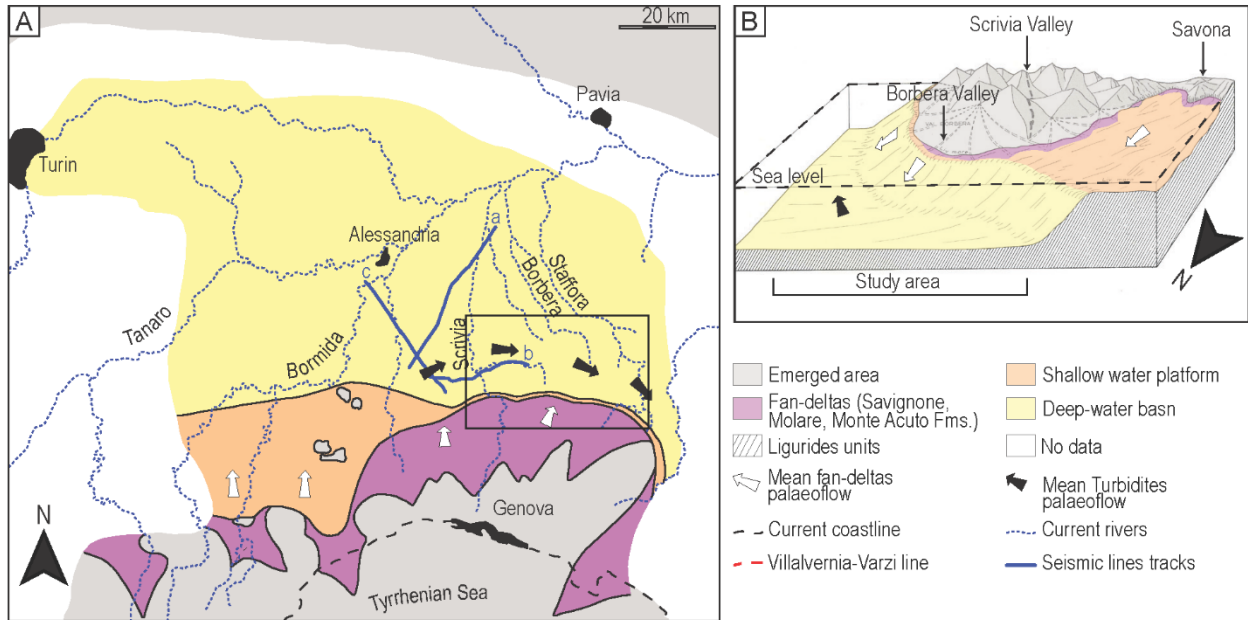 A
20 km
Pavia
Turin
Alessandria
a
c
Staffora
Borbera
Scrivia
b
Tanaro
Bormida
Genova
N
Tyrrhenian Sea
B
Scrivia Valley
Savona
Borbera Valley
Sea level
N
Study area
Emerged area
Fan-deltas (Savignone,
Molare, Monte Acuto Fms.)
Ligurides units
Mean fan-deltas
palaeoflow
Current coastline
Villalvernia-Varzi line
Shallow water platform
Deep-water basn
No data
Mean Turbidites
palaeoflow
Current rivers
Seismic lines tracks